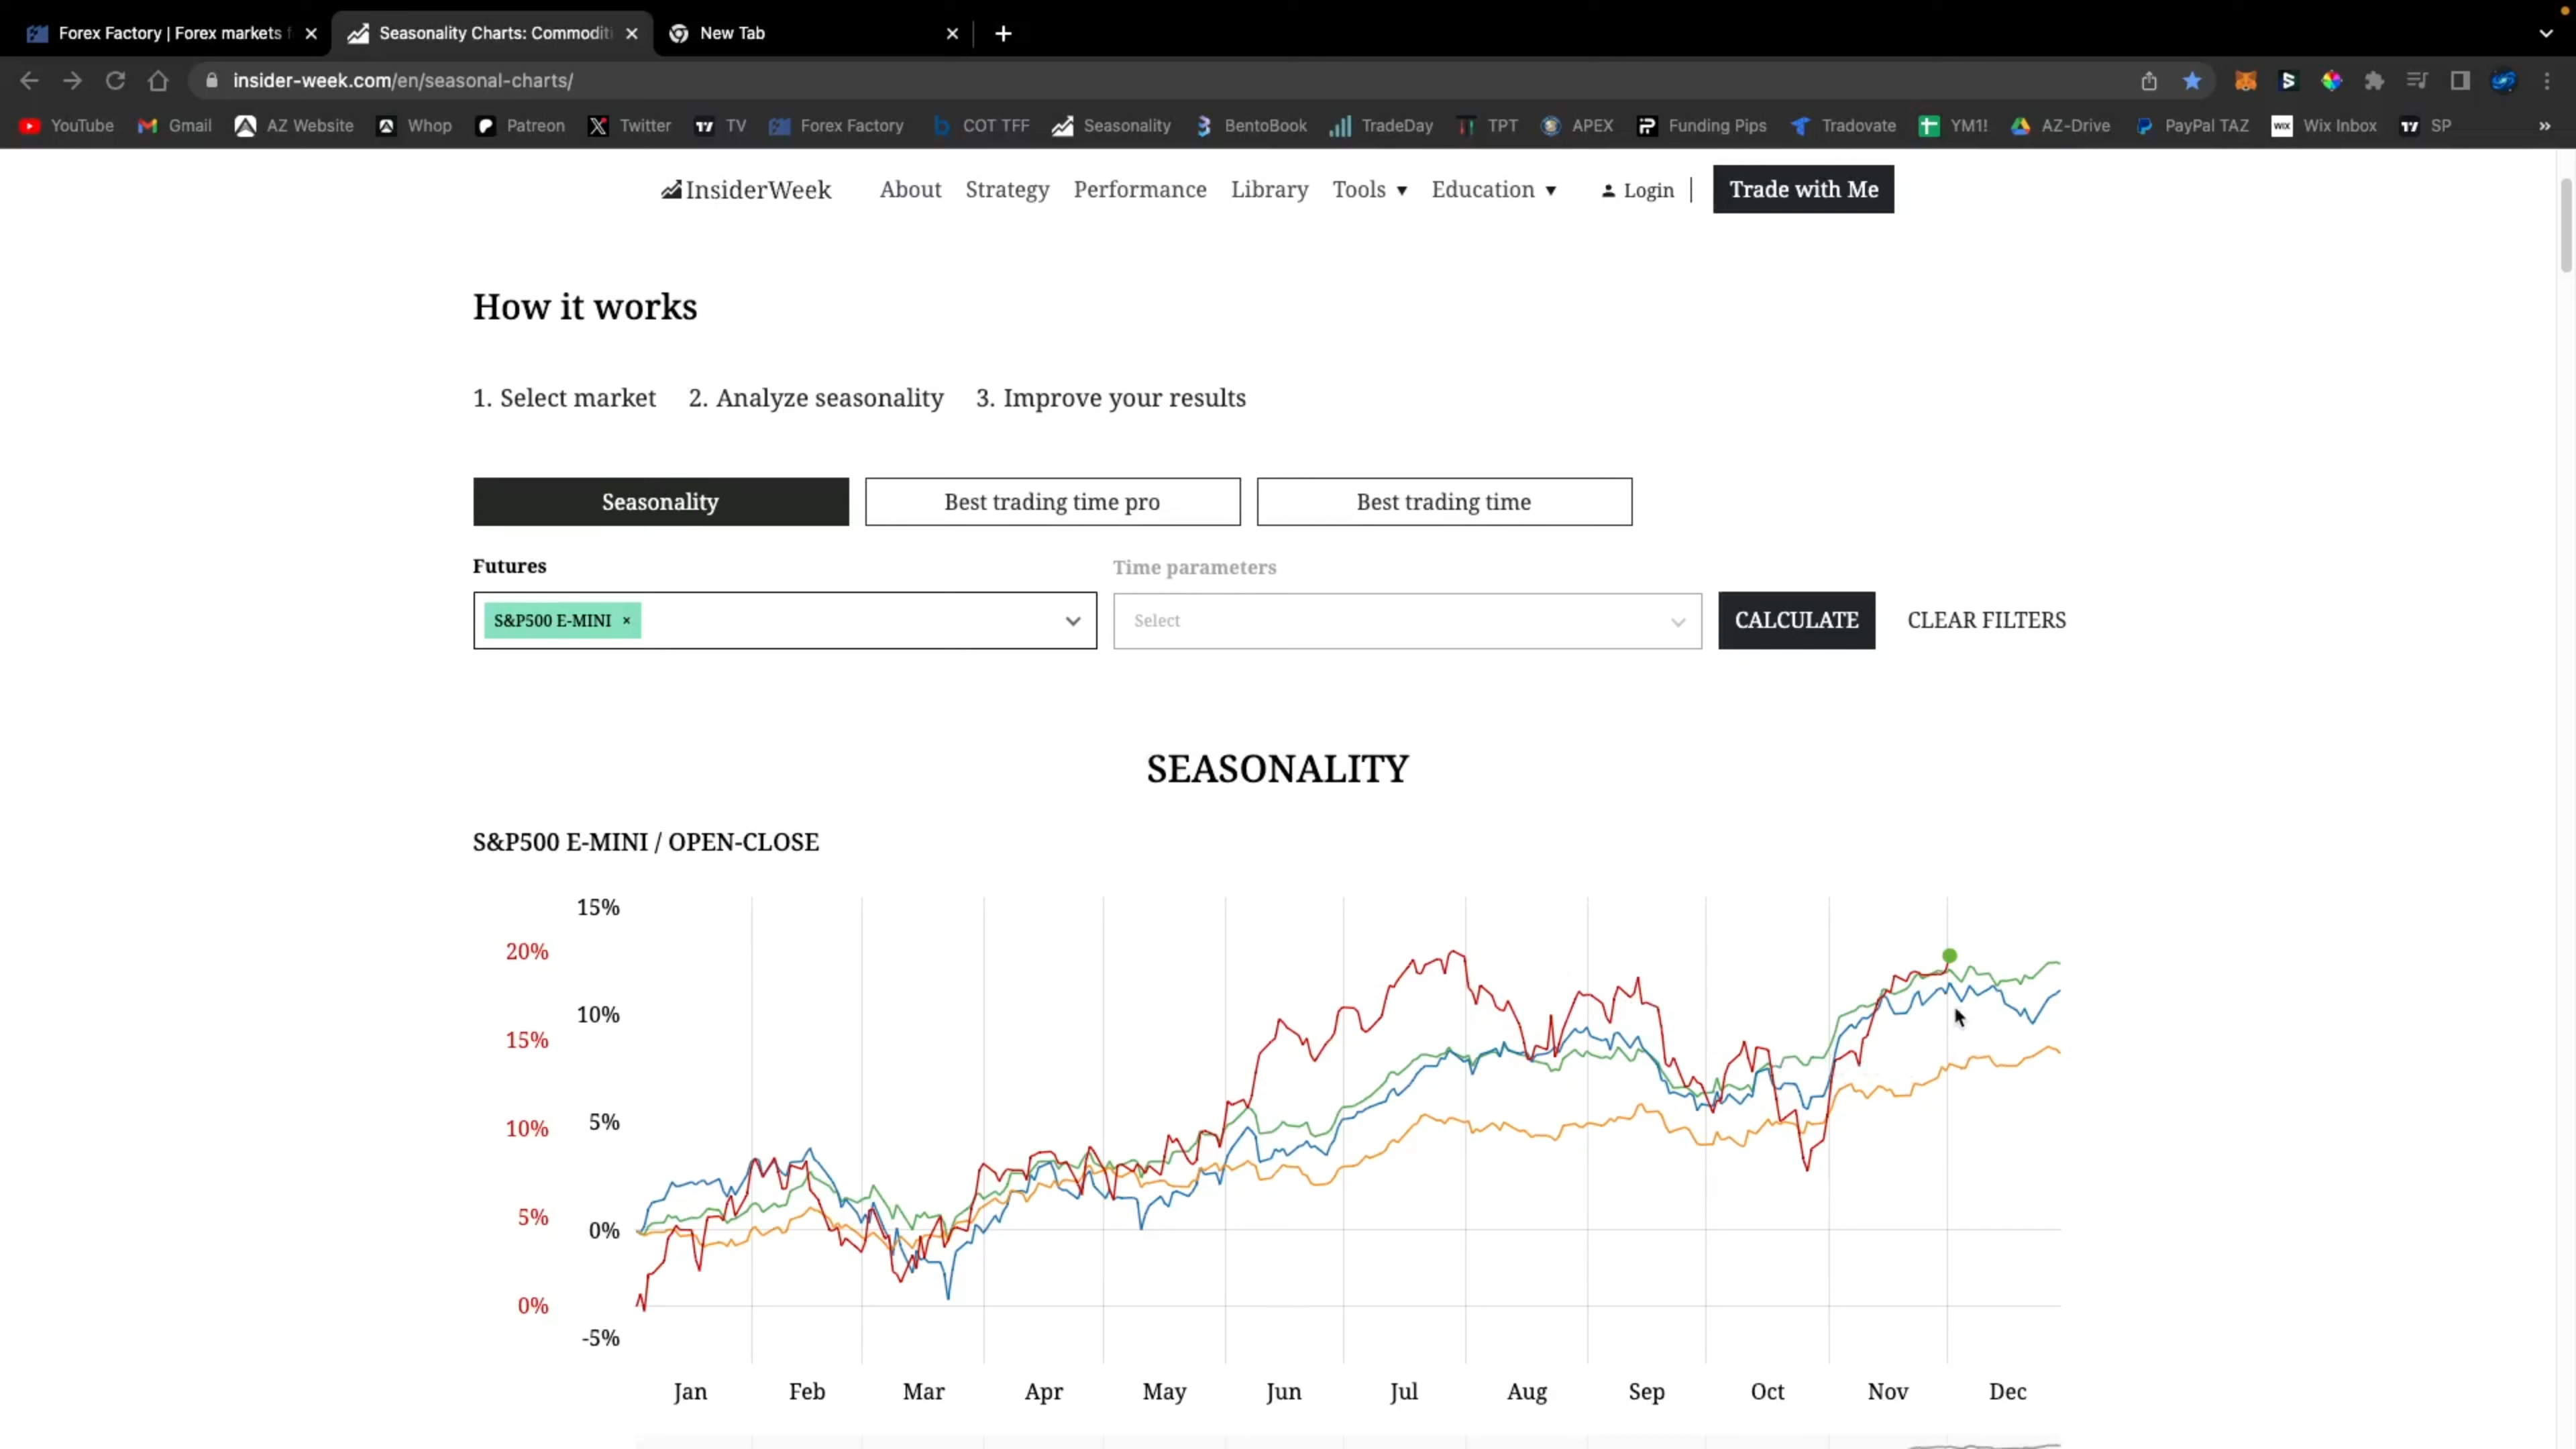 Forex Factory | Forex markets f
Seasonality Charts: Commoditi
New Tab
insider-week.com/en/seasonal-charts/
YouTube Gmail AZ Website Whop Patreon Twitter TV Forex Factory COT TFF Seasonality BentoBook TradeDay TPT APEX Funding Pips Tradovate YM1! AZ-Drive PayPal TAZ Wix Inbox SP »
InsiderWeek About Strategy Performance Library Tools ▼ Education ▼ Login | Trade with Me
How it works
1. Select market 2. Analyze seasonality 3. Improve your results
Seasonality Best trading time pro Best trading time
Futures Time parameters
S&P500 E-MINI × Select CALCULATE CLEAR FILTERS
SEASONALITY
S&P500 E-MINI / OPEN-CLOSE
15%
20%
10%
15%
5%
10%
5%
0%
0%
-5%
Jan Feb Mar Apr May Jun Jul Aug Sep Oct Nov Dec